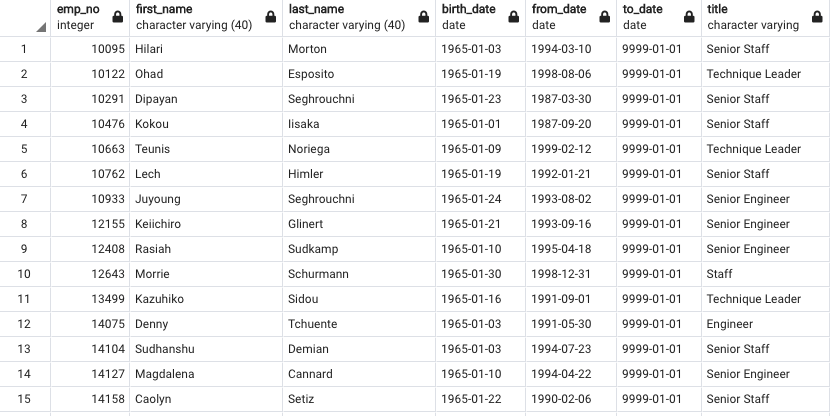 emp_no first_name last_name birth_date from_date to_date title
integer character varying (40) character varying (40) date date date character varying
1 10095 Hilari Morton 1965-01-03 1994-03-10 9999-01-01 Senior Staff
2 10122 Ohad Esposito 1965-01-19 1998-08-06 9999-01-01 Technique Leader
3 10291 Dipayan Seghrouchni 1965-01-23 1987-03-30 9999-01-01 Senior Staff
4 10476 Kokou Iisaka 1965-01-01 1987-09-20 9999-01-01 Senior Staff
5 10663 Teunis Noriega 1965-01-09 1999-02-12 9999-01-01 Technique Leader
6 10762 Lech Himler 1965-01-19 1992-01-21 9999-01-01 Senior Staff
7 10933 Juyoung Seghrouchni 1965-01-24 1993-08-02 9999-01-01 Senior Engineer
8 12155 Keiichiro Glinert 1965-01-21 1993-09-16 9999-01-01 Senior Engineer
9 12408 Rasiah Sudkamp 1965-01-10 1995-04-18 9999-01-01 Senior Engineer
10 12643 Morrie Schurmann 1965-01-30 1998-12-31 9999-01-01 Staff
11 13499 Kazuhiko Sidou 1965-01-16 1991-09-01 9999-01-01 Technique Leader
12 14075 Denny Tchuente 1965-01-03 1991-05-30 9999-01-01 Engineer
13 14104 Sudhanshu Demian 1965-01-03 1994-07-23 9999-01-01 Senior Staff
14 14127 Magdalena Cannard 1965-01-10 1994-04-22 9999-01-01 Senior Engineer
15 14158 Caolyn Setiz 1965-01-22 1990-02-06 9999-01-01 Senior Staff